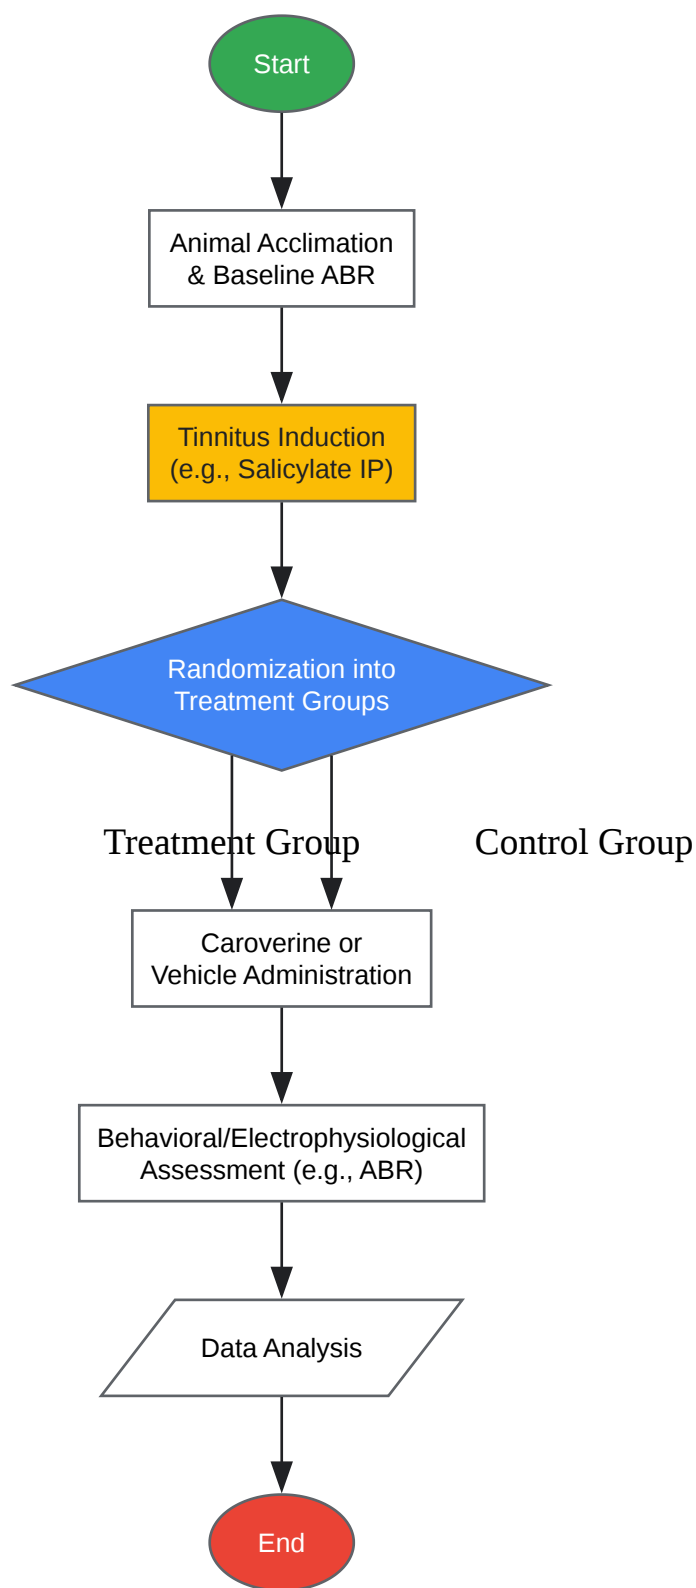 Start
Animal Acclimation
& Baseline ABR
Tinnitus Induction
(e.g., Salicylate IP)
Randomization into
Treatment Groups
Treatment Group
Control Group
Caroverine or
Vehicle Administration
Behavioral/Electrophysiological
Assessment (e.g., ABR)
Data Analysis
End